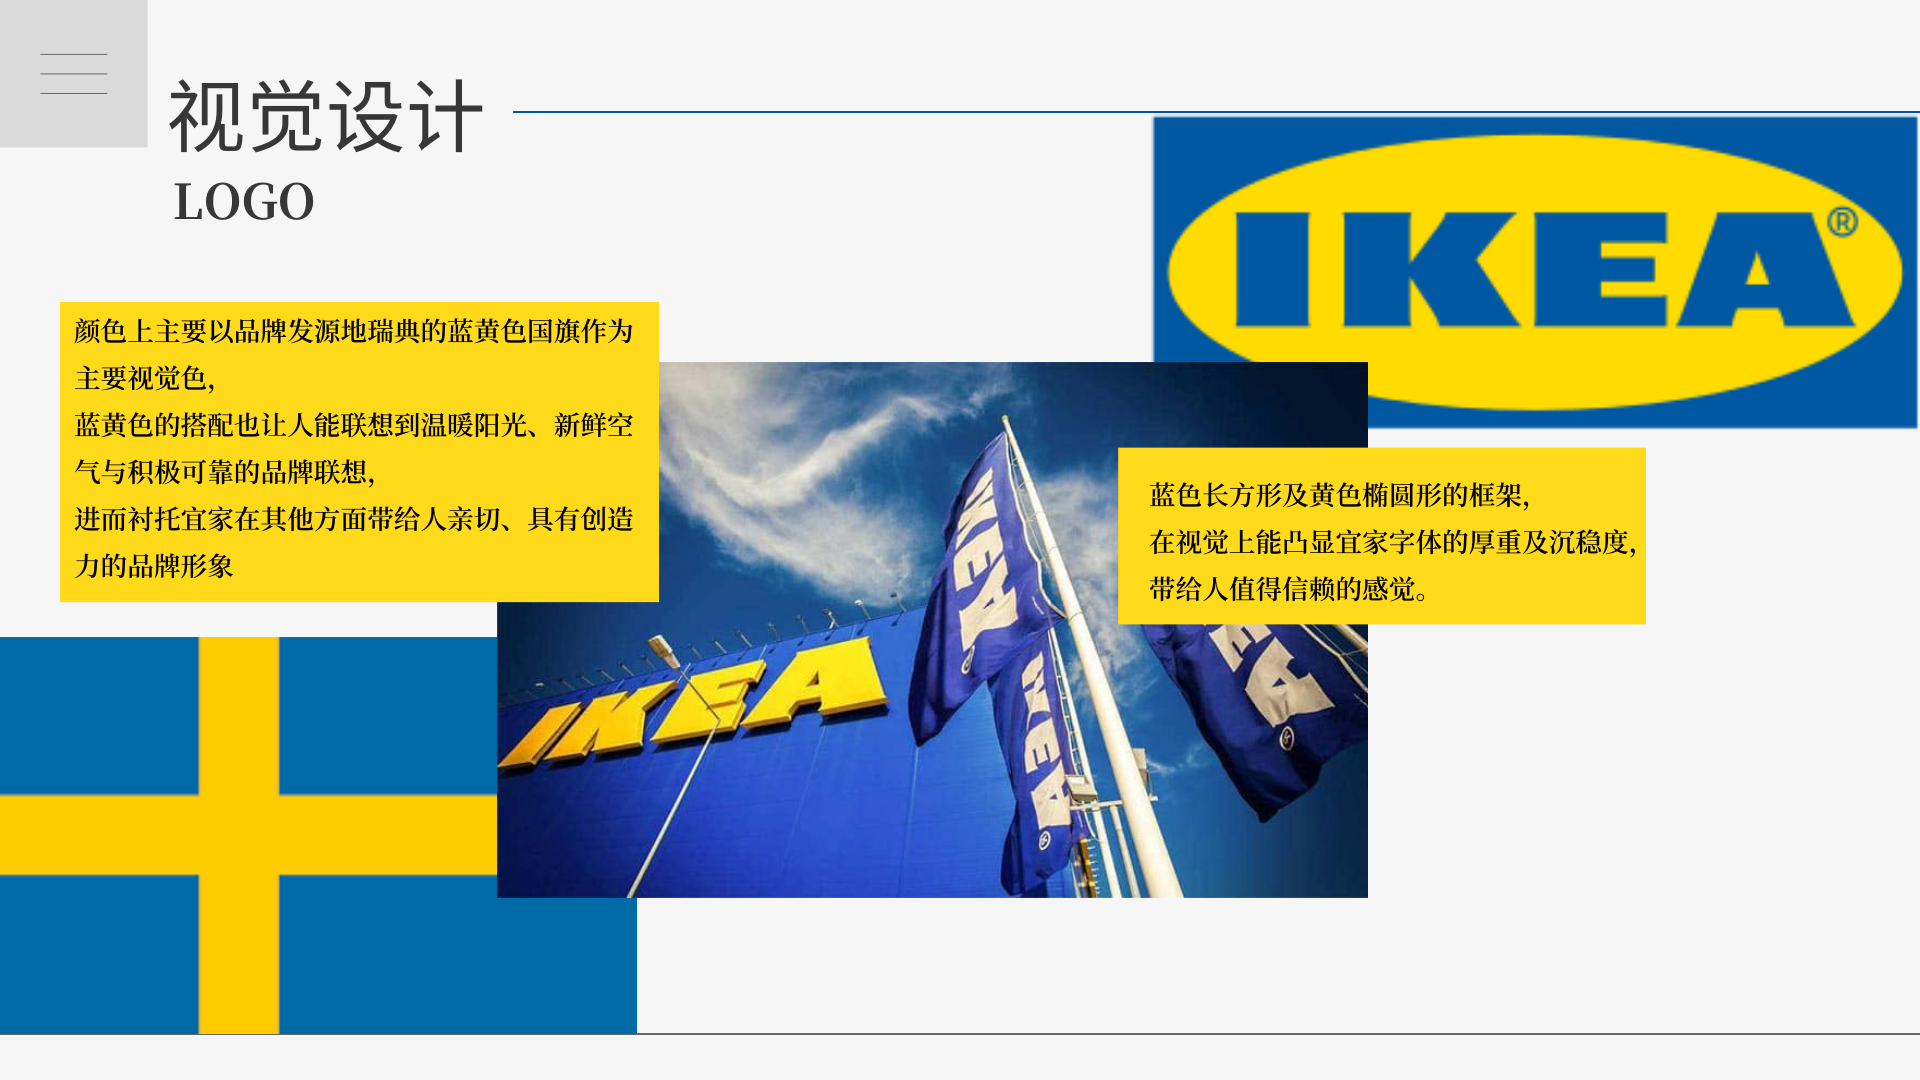 视觉设计
LOGO
IKEA®
颜色上主要以品牌发源地瑞典的蓝黄色国旗作为
主要视觉色,
蓝黄色的搭配也让人能联想到温暖阳光、新鲜空
气与积极可靠的品牌联想,
进而衬托宜家在其他方面带给人亲切、具有创造
力的品牌形象
蓝色长方形及黄色椭圆形的框架,
在视觉上能凸显宜家字体的厚重及沉稳度,
带给人值得信赖的感觉。
IKEA
IKEA®
IKEA®
EA®